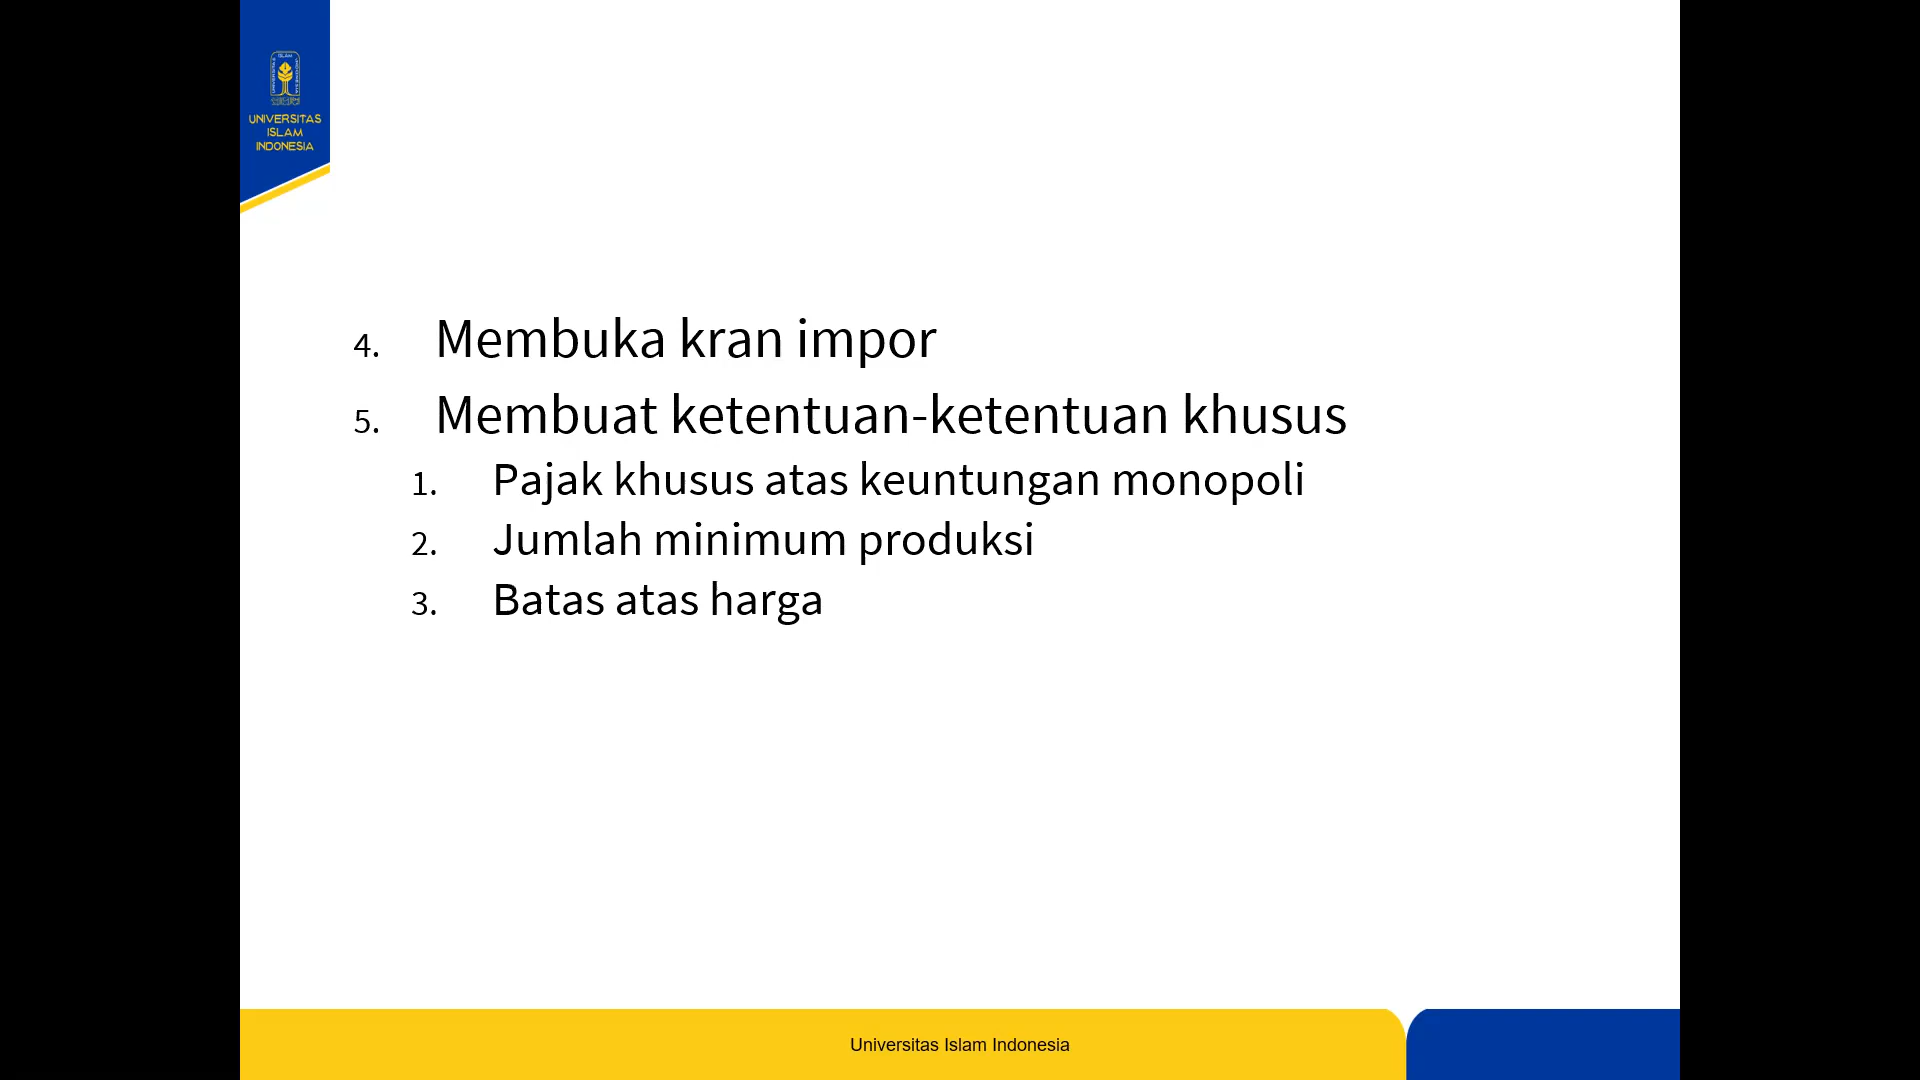 UNIVERSITAS
ISLAM
INDONESIA
4. Membuka kran impor
5. Membuat ketentuan-ketentuan khusus
1. Pajak khusus atas keuntungan monopoli
2. Jumlah minimum produksi
3. Batas atas harga
Universitas Islam Indonesia